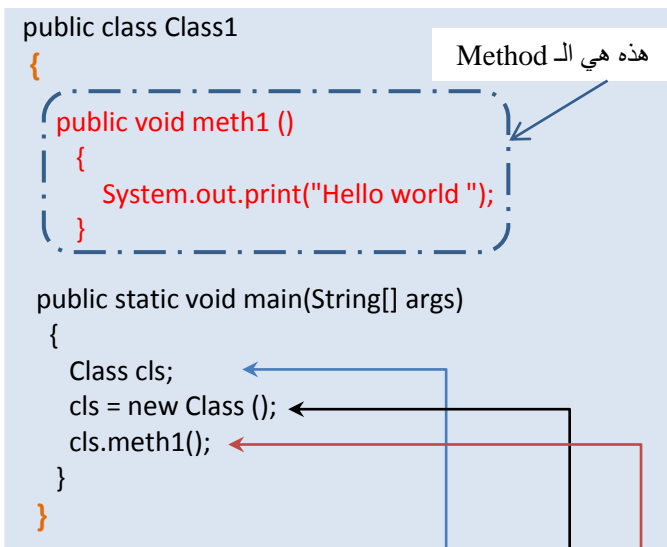 public class Class1
{
هذه هي الـ Method
public void meth1 ()
{
System.out.print("Hello world ");
}
public static void main(String[] args)
{
Class cls;
cls = new Class ();
cls.meth1();
}
}